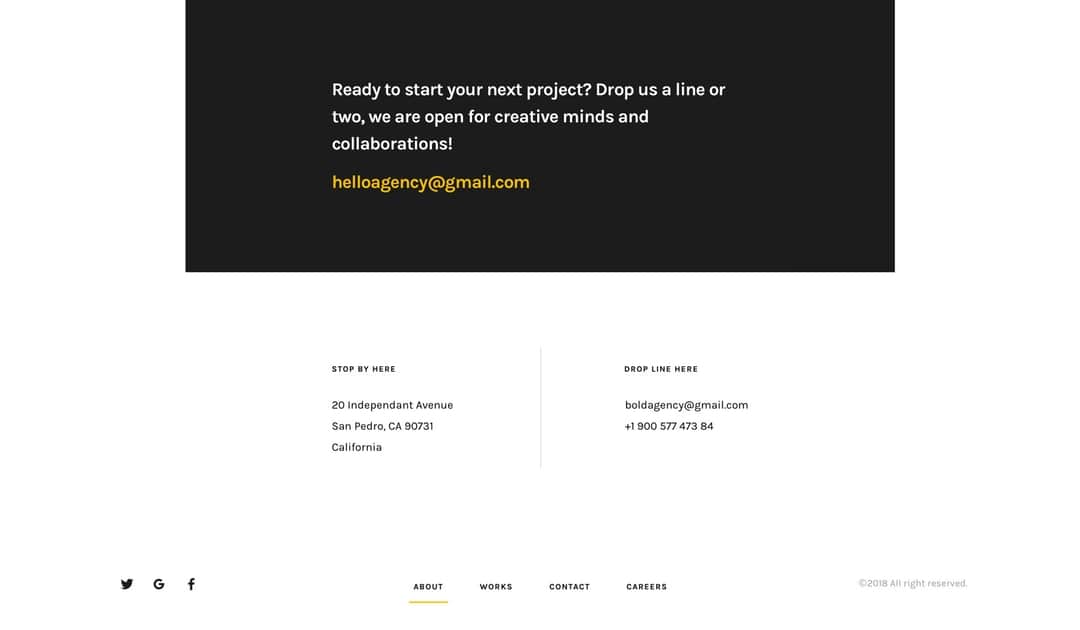 Ready to start your next project? Drop us a line or
two, we are open for creative minds and
collaborations!
helloagency@gmail.com
STOP BY HERE
20 Independant Avenue
San Pedro, CA 90731
California
DROP LINE HERE
boldagency@gmail.com
+1 900 577 473 84
ABOUT WORKS CONTACT CAREERS
©2018 All right reserved.